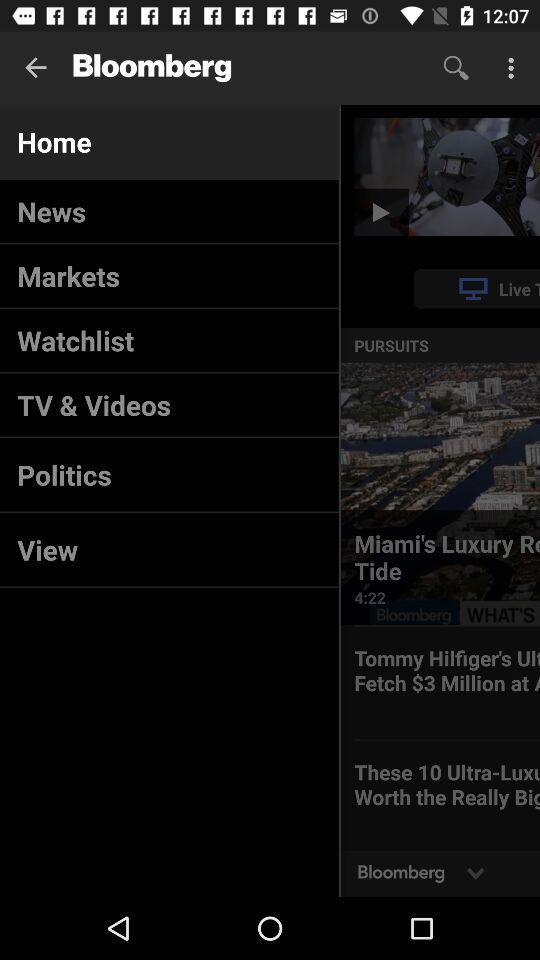 12:07
Bloomberg
Home
News
Markets
Watchlist
TV & Videos
Politics
View
Live T
PURSUITS
Miami's Luxury Re
Tide
4:22
Bloomberg WHAT'S
Tommy Hilfiger's Ult
Fetch $3 Million at A
These 10 Ultra-Luxu
Worth the Really Big
Bloomberg